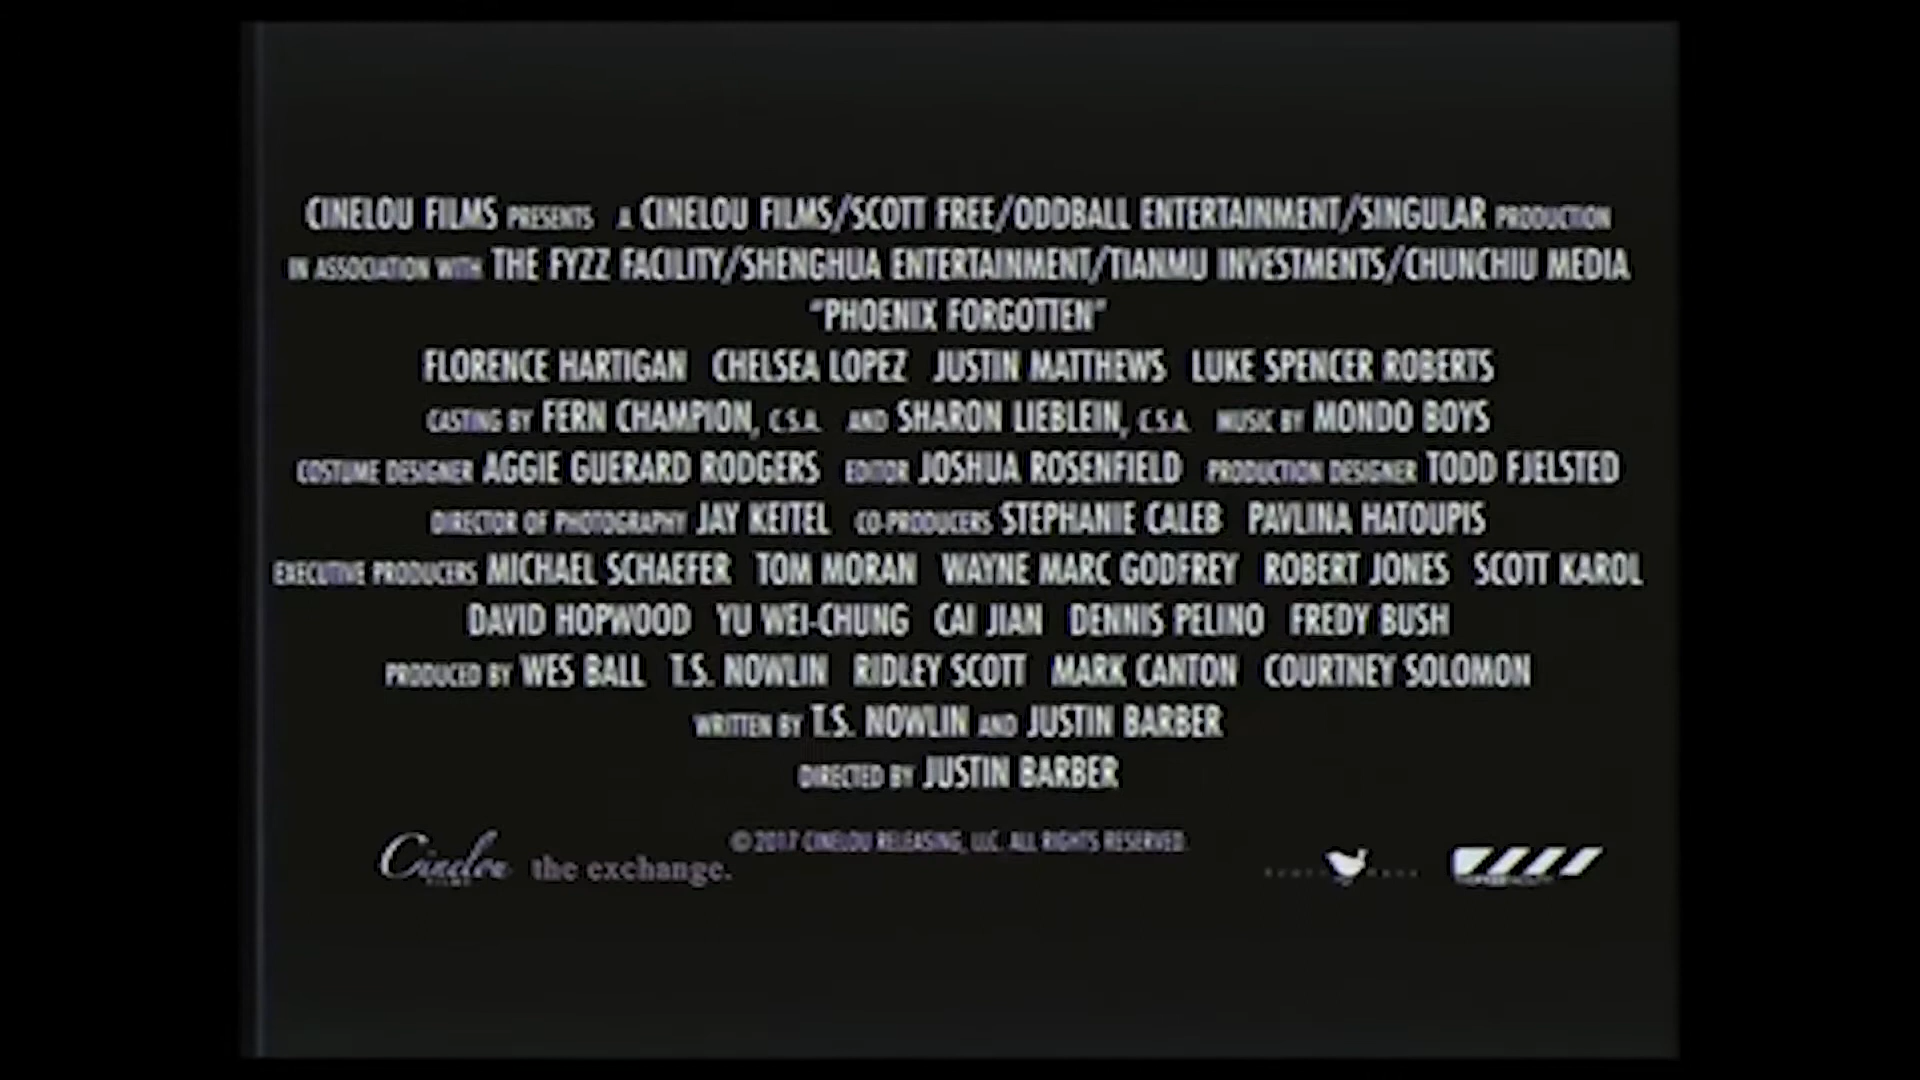 CINELOU FILMS PRESENTS A CINELOU FILMS/SCOTT FREE/ODDBALL ENTERTAINMENT/SINGULAR PRODUCTION
IN ASSOCIATION WITH THE FYZZ FACILITY/SHENGHUA ENTERTAINMENT/TIANMU INVESTMENTS/CHUNCHIU MEDIA
"PHOENIX FORGOTTEN"
FLORENCE HARTIGAN CHELSEA LOPEZ JUSTIN MATTHEWS LUKE SPENCER ROBERTS
CASTING BY FERN CHAMPION, C.S.A. AND SHARON LIEBLEIN, C.S.A. MUSIC BY MONDO BOYS
COSTUME DESIGNER AGGIE GUERARD RODGERS EDITOR JOSHUA ROSENFIELD PRODUCTION DESIGNER TODD FJELSTED
DIRECTOR OF PHOTOGRAPHY JAY KEITEL CO-PRODUCERS STEPHANIE CALEB PAVLINA HATOUPIS
EXECUTIVE PRODUCERS MICHAEL SCHAEFER TOM MORAN WAYNE MARC GODFREY ROBERT JONES SCOTT KAROL
DAVID HOPWOOD YU WEI-CHUNG CAI JIAN DENNIS PELINO FREDY BUSH
PRODUCED BY WES BALL T.S. NOWLIN RIDLEY SCOTT MARK CANTON COURTNEY SOLOMON
WRITTEN BY T.S. NOWLIN AND JUSTIN BARBER
DIRECTED BY JUSTIN BARBER
© 2017 CINELOU RELEASING, LLC. ALL RIGHTS RESERVED.
Cinelou FILMS the exchange.